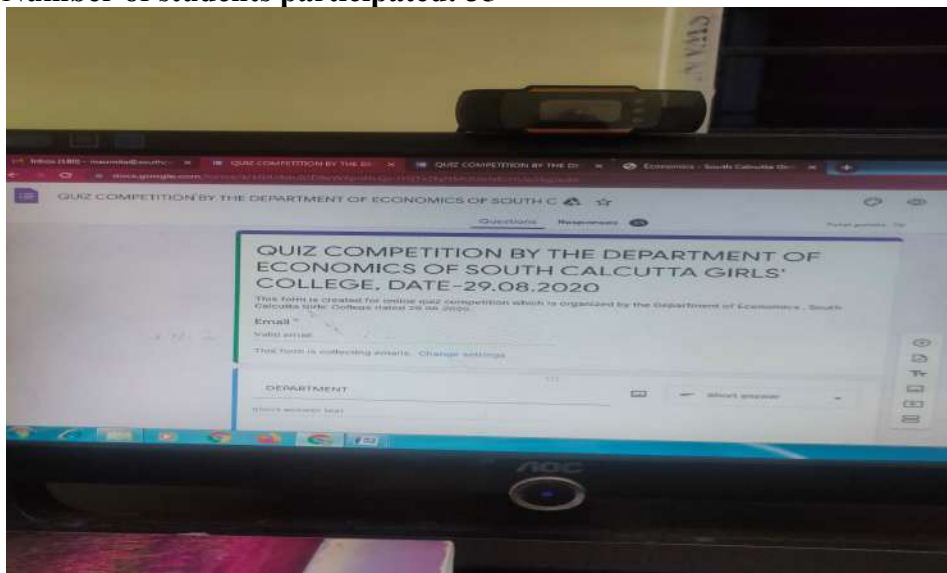 Number of students participated:
QUIZ COMPETITION BY THE DEPARTMENT OF ECONOMICS OF SOUTH C
Questions Responses
QUIZ COMPETITION BY THE DEPARTMENT OF
ECONOMICS OF SOUTH CALCUTTA GIRLS'
COLLEGE, DATE-29.08.2020
This form is created for online quiz competition which is organized by the Department of Economics, South
Calcutta Girls' College dated 29.08.2020.
Email *
Valid email
This form is collecting emails. Change settings
DEPARTMENT
Short answer
Short answer text
AOC